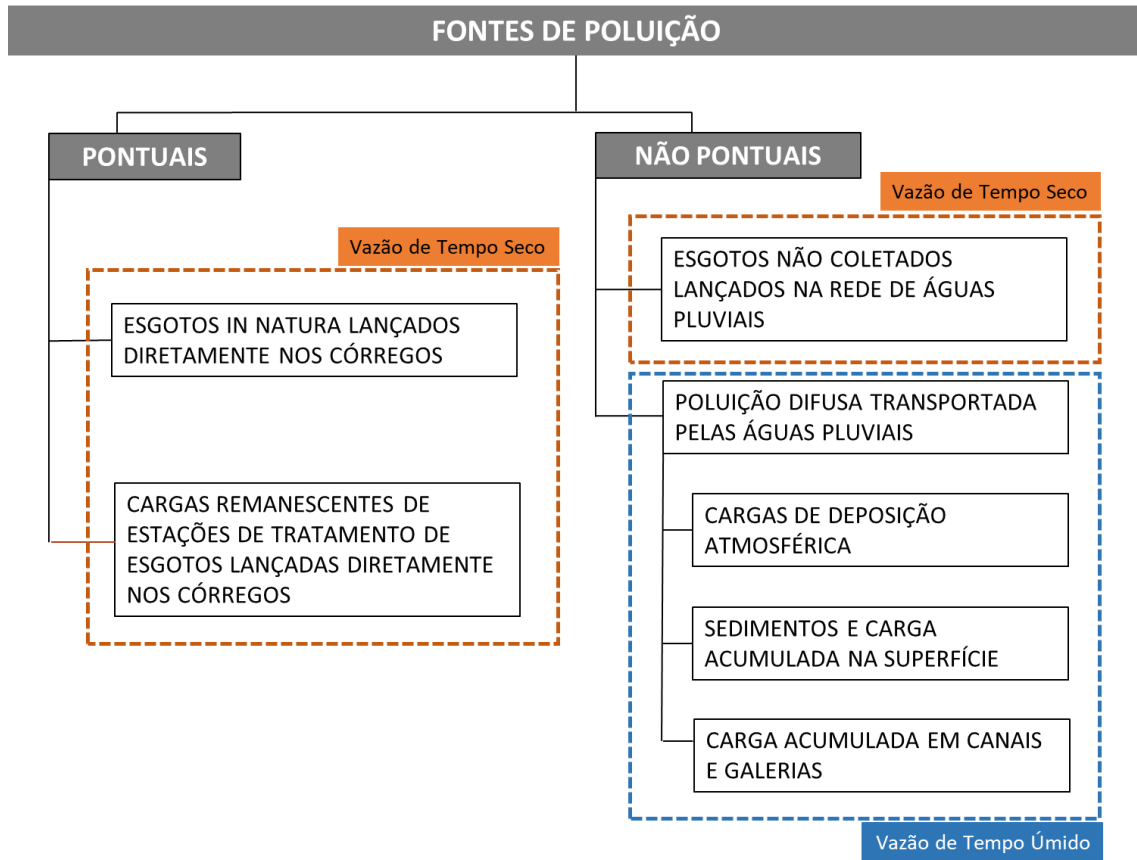 FONTES DE POLUIÇÃO
PONTUAIS
Vazão de Tempo Seco
ESGOTOS IN NATURA LANÇADOS
DIRETAMENTE NOS CÓRREGOS
CARGAS REMANESCENTES DE
ESTAÇÕES DE TRATAMENTO DE
ESGOTOS LANÇADAS DIRETAMENTE
NOS CÓRREGOS
NÃO PONTUAIS
Vazão de Tempo Seco
ESGOTOS NÃO COLETADOS
LANÇADOS NA REDE DE ÁGUAS
PLUVIAIS
POLUIÇÃO DIFUSA TRANSPORTADA
PELAS ÁGUAS PLUVIAIS
CARGAS DE DEPOSIÇÃO
ATMOSFÉRICA
SEDIMENTOS E CARGA
ACUMULADA NA SUPERFÍCIE
CARGA ACUMULADA EM CANAIS
E GALERIAS
Vazão de Tempo Úmido